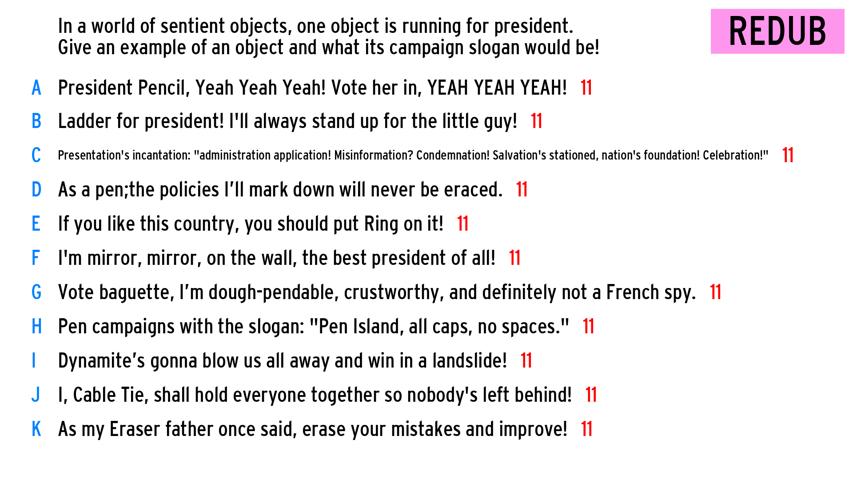 In a world of sentient objects, one object is running for president.
Give an example of an object and what its campaign slogan would be!
REDUB
A President Pencil, Yeah Yeah Yeah! Vote her in, YEAH YEAH YEAH! 11
B Ladder for president! I'll always stand up for the little guy! 11
C Presentation's incantation: "administration application! Misinformation? Condemnation! Salvation's stationed, nation's foundation! Celebration!" 11
D As a pen;the policies I’ll mark down will never be eraced. 11
E If you like this country, you should put Ring on it! 11
F I'm mirror, mirror, on the wall, the best president of all! 11
G Vote baguette, I’m dough-pendable, crustworthy, and definitely not a French spy. 11
H Pen campaigns with the slogan: "Pen Island, all caps, no spaces." 11
I Dynamite’s gonna blow us all away and win in a landslide! 11
J I, Cable Tie, shall hold everyone together so nobody's left behind! 11
K As my Eraser father once said, erase your mistakes and improve! 11